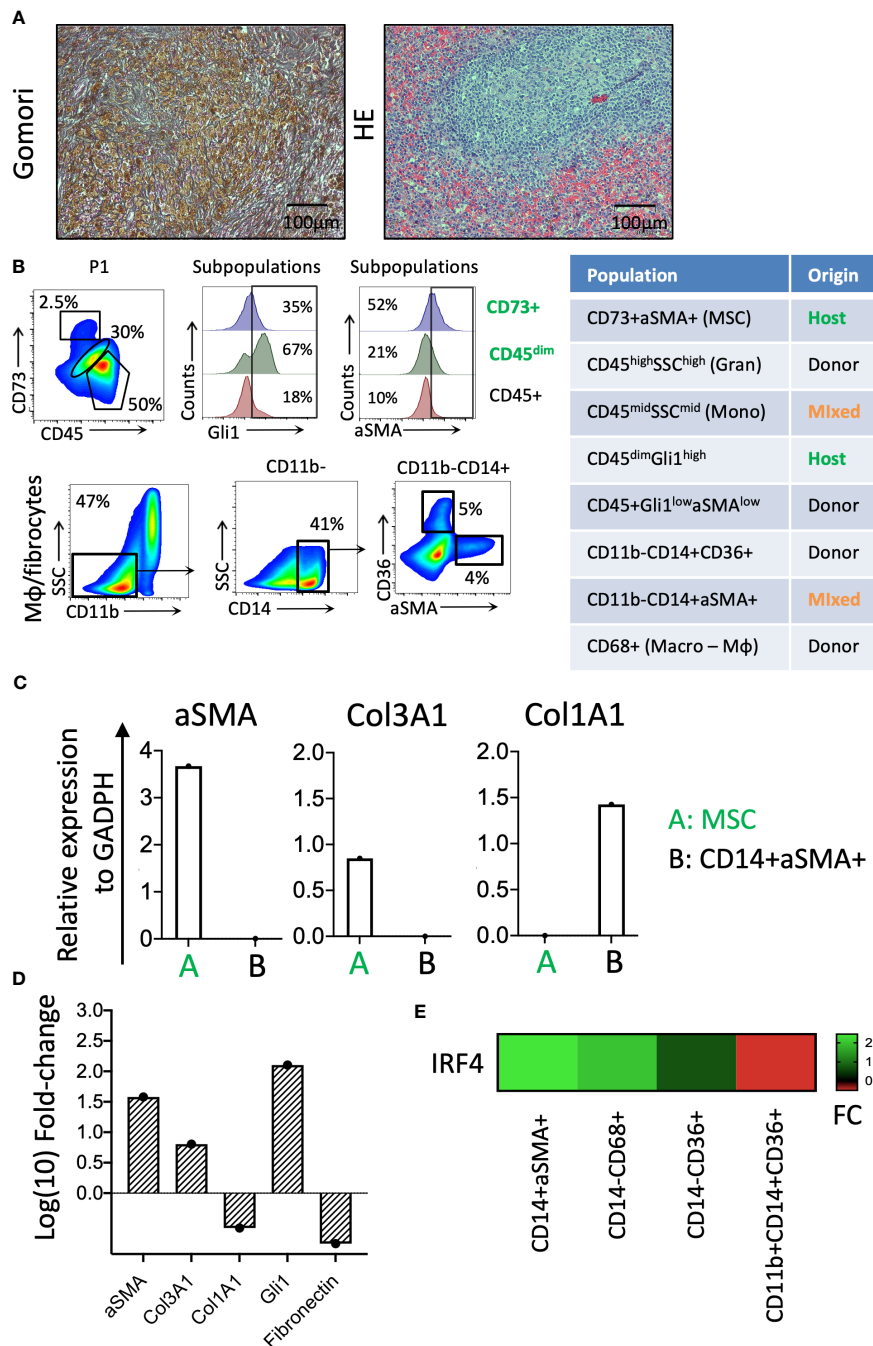 A
Gomori
100µm
HE
100µm
B
P1
2.5%
30%
50%
CD73
CD45
Subpopulations
35%
67%
18%
Counts
Gli1
Subpopulations
52%
21%
10%
Counts
aSMA
CD73+
CD45dim
CD45+
Mϕ/fibrocytes
47%
SSC
CD11b
CD11b-
41%
SSC
CD14
CD11b-CD14+
5%
4%
CD36
aSMA
Population Origin
CD73+aSMA+ (MSC) Host
CD45highSSChigh (Gran) Donor
CD45midSSCmid (Mono) MIxed
CD45dimGli1high Host
CD45+Gli1lowaSMAlow Donor
CD11b-CD14+CD36+ Donor
CD11b-CD14+aSMA+ MIxed
CD68+ (Macro – Mϕ) Donor
C
Relative expression
to GADPH
aSMA
4
3
2
1
0
A B
Col3A1
2.0
1.5
1.0
0.5
0.0
A B
Col1A1
2.0
1.5
1.0
0.5
0.0
A B
A: MSC
B: CD14+aSMA+
D
Log(10) Fold-change
3.0
2.5
2.0
1.5
1.0
0.5
0.0
aSMA
Col3A1
Col1A1
Gli1
Fibronectin
E
IRF4
2
1
0
FC
CD14+aSMA+
CD14-CD68+
CD14-CD36+
CD11b+CD14+CD36+